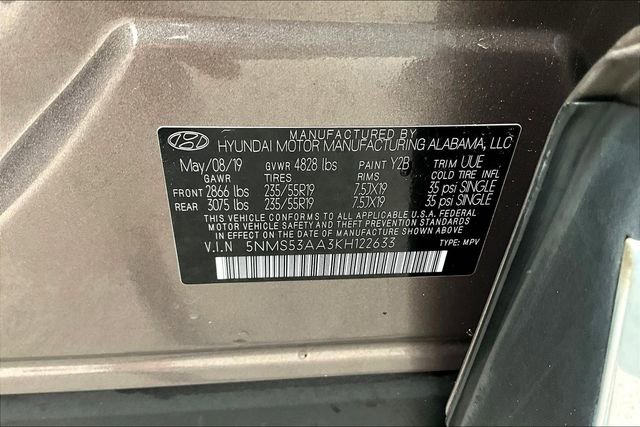 MANUFACTURED BY
HYUNDAI MOTOR MANUFACTURING ALABAMA, LLC
May/08/19 GVWR 4828 lbs PAINT Y2B TRIM UUE
GAWR TIRES RIMS COLD TIRE INFL
FRONT 2866 lbs 235/55R19 7.5JX19 35 psi SINGLE
REAR 3075 lbs 235/55R19 7.5JX19 35 psi SINGLE
THIS VEHICLE CONFORMS TO ALL APPLICABLE U.S.A. FEDERAL
MOTOR VEHICLE SAFETY AND THEFT PREVENTION STANDARDS
IN EFFECT ON THE DATE OF MANUFACTURE SHOWN ABOVE.
V.I.N 5NMS53AA3KH122633 TYPE: MPV